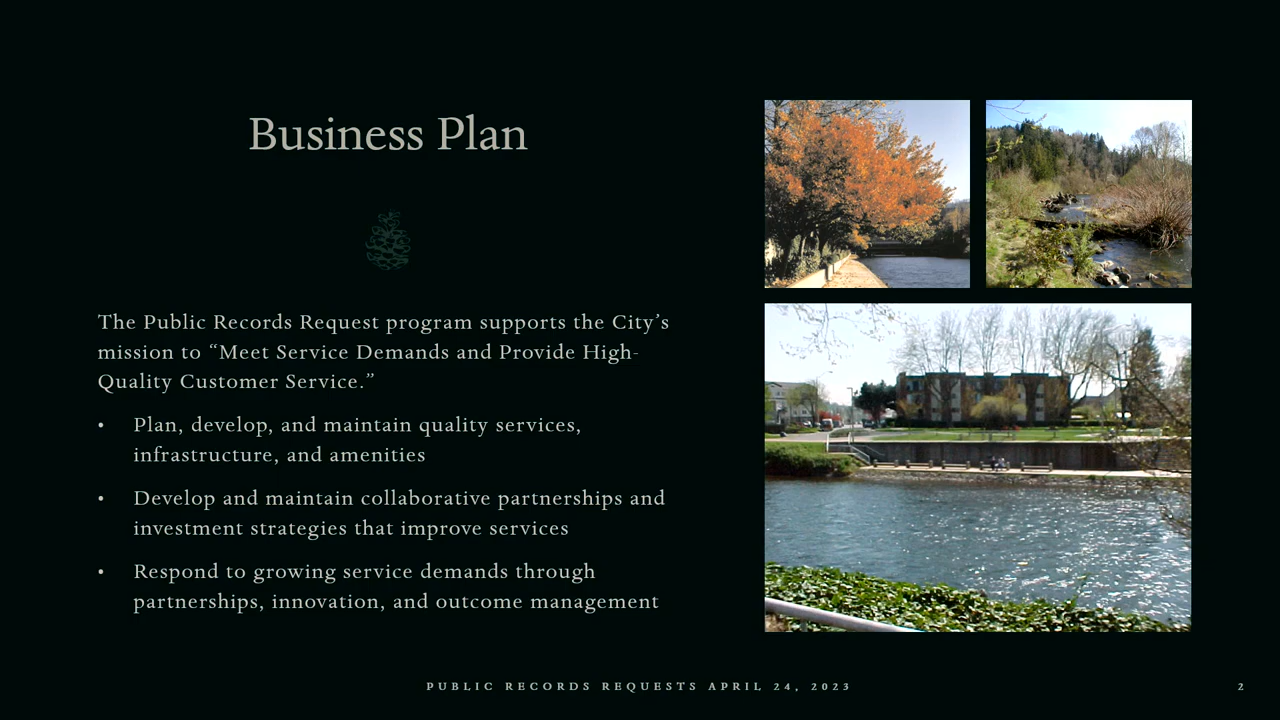 Business Plan
The Public Records Request program supports the City’s
mission to “Meet Service Demands and Provide High-
Quality Customer Service.”
• Plan, develop, and maintain quality services,
infrastructure, and amenities
• Develop and maintain collaborative partnerships and
investment strategies that improve services
• Respond to growing service demands through
partnerships, innovation, and outcome management
PUBLIC RECORDS REQUESTS APRIL 24, 2023
2